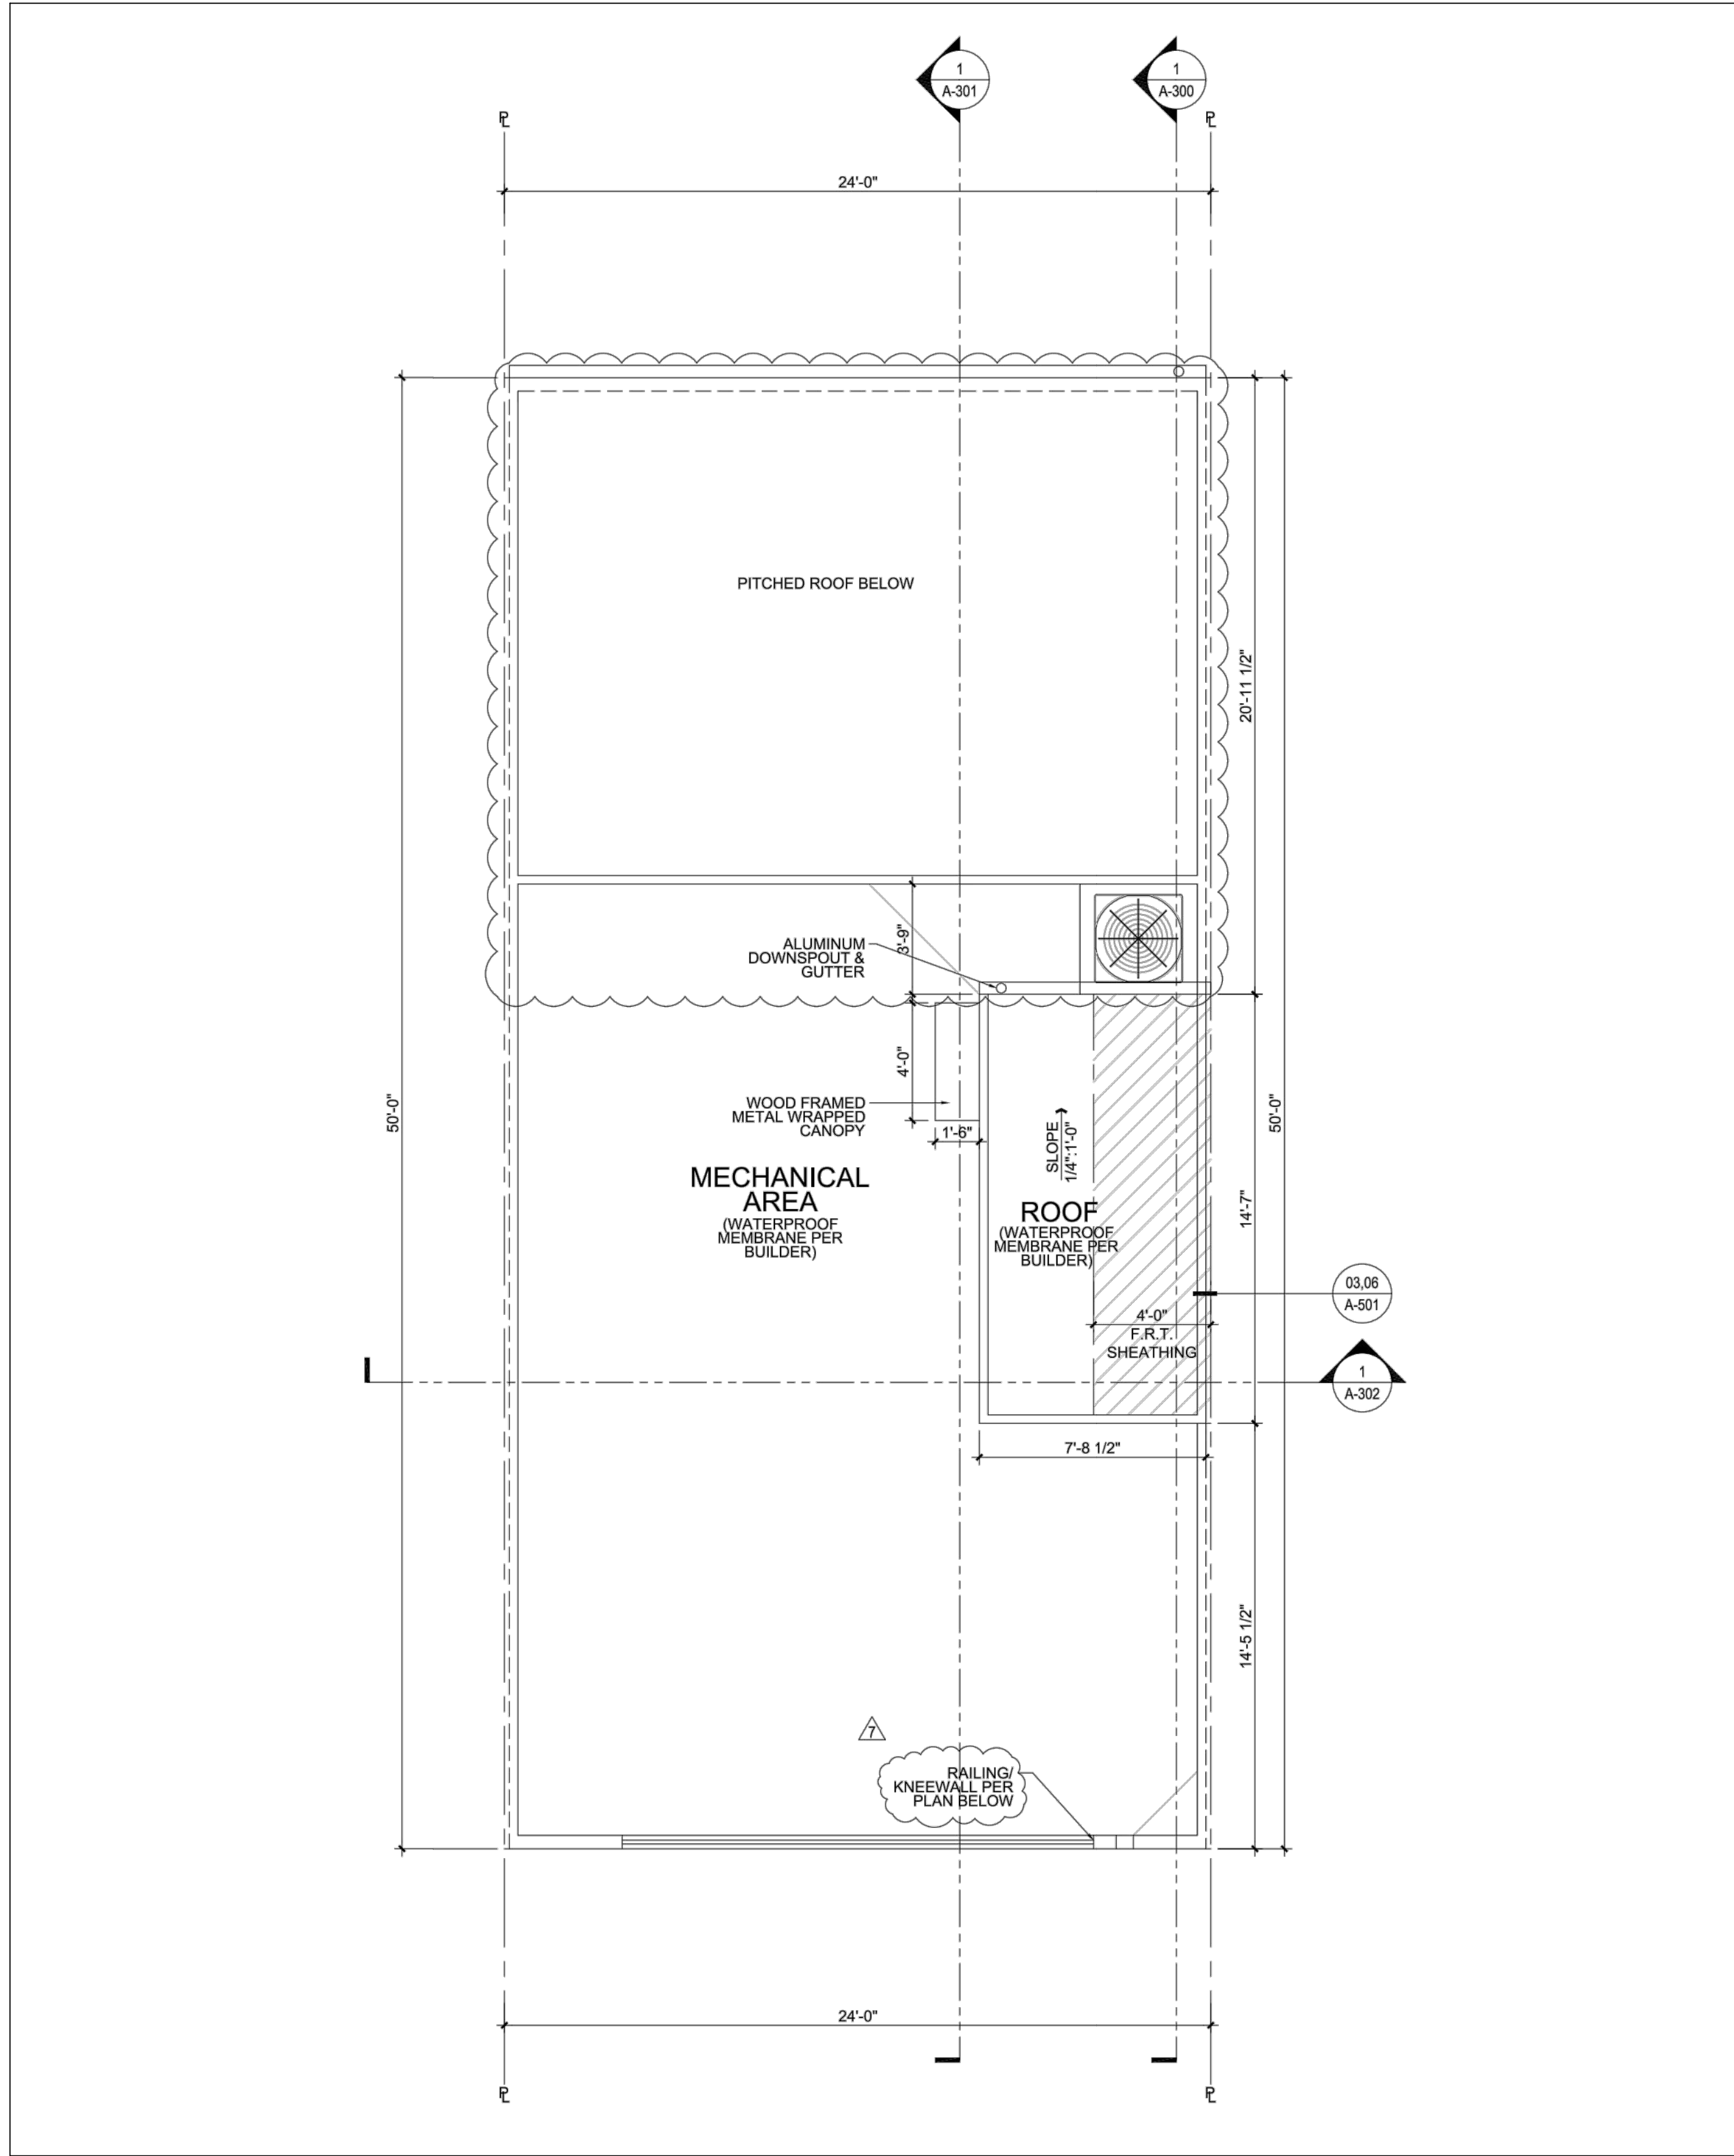 1
A-301
1
A-300
PL
PL
24'-0"
PITCHED ROOF BELOW
20'-11 1/2"
3'-9"
ALUMINUM
DOWNSPOUT &
GUTTER
4'-0"
50'-0"
50'-0"
WOOD FRAMED
METAL WRAPPED
CANOPY
1'-6"
SLOPE
1/4":1'-0"
MECHANICAL
AREA
(WATERPROOF
MEMBRANE PER
BUILDER)
ROOF
(WATERPROOF
MEMBRANE PER
BUILDER)
14'-7"
03,06
A-501
4'-0"
F.R.T.
SHEATHING
1
A-302
7'-8 1/2"
14'-5 1/2"
7
RAILING/
KNEEWALL PER
PLAN BELOW
24'-0"
PL
PL